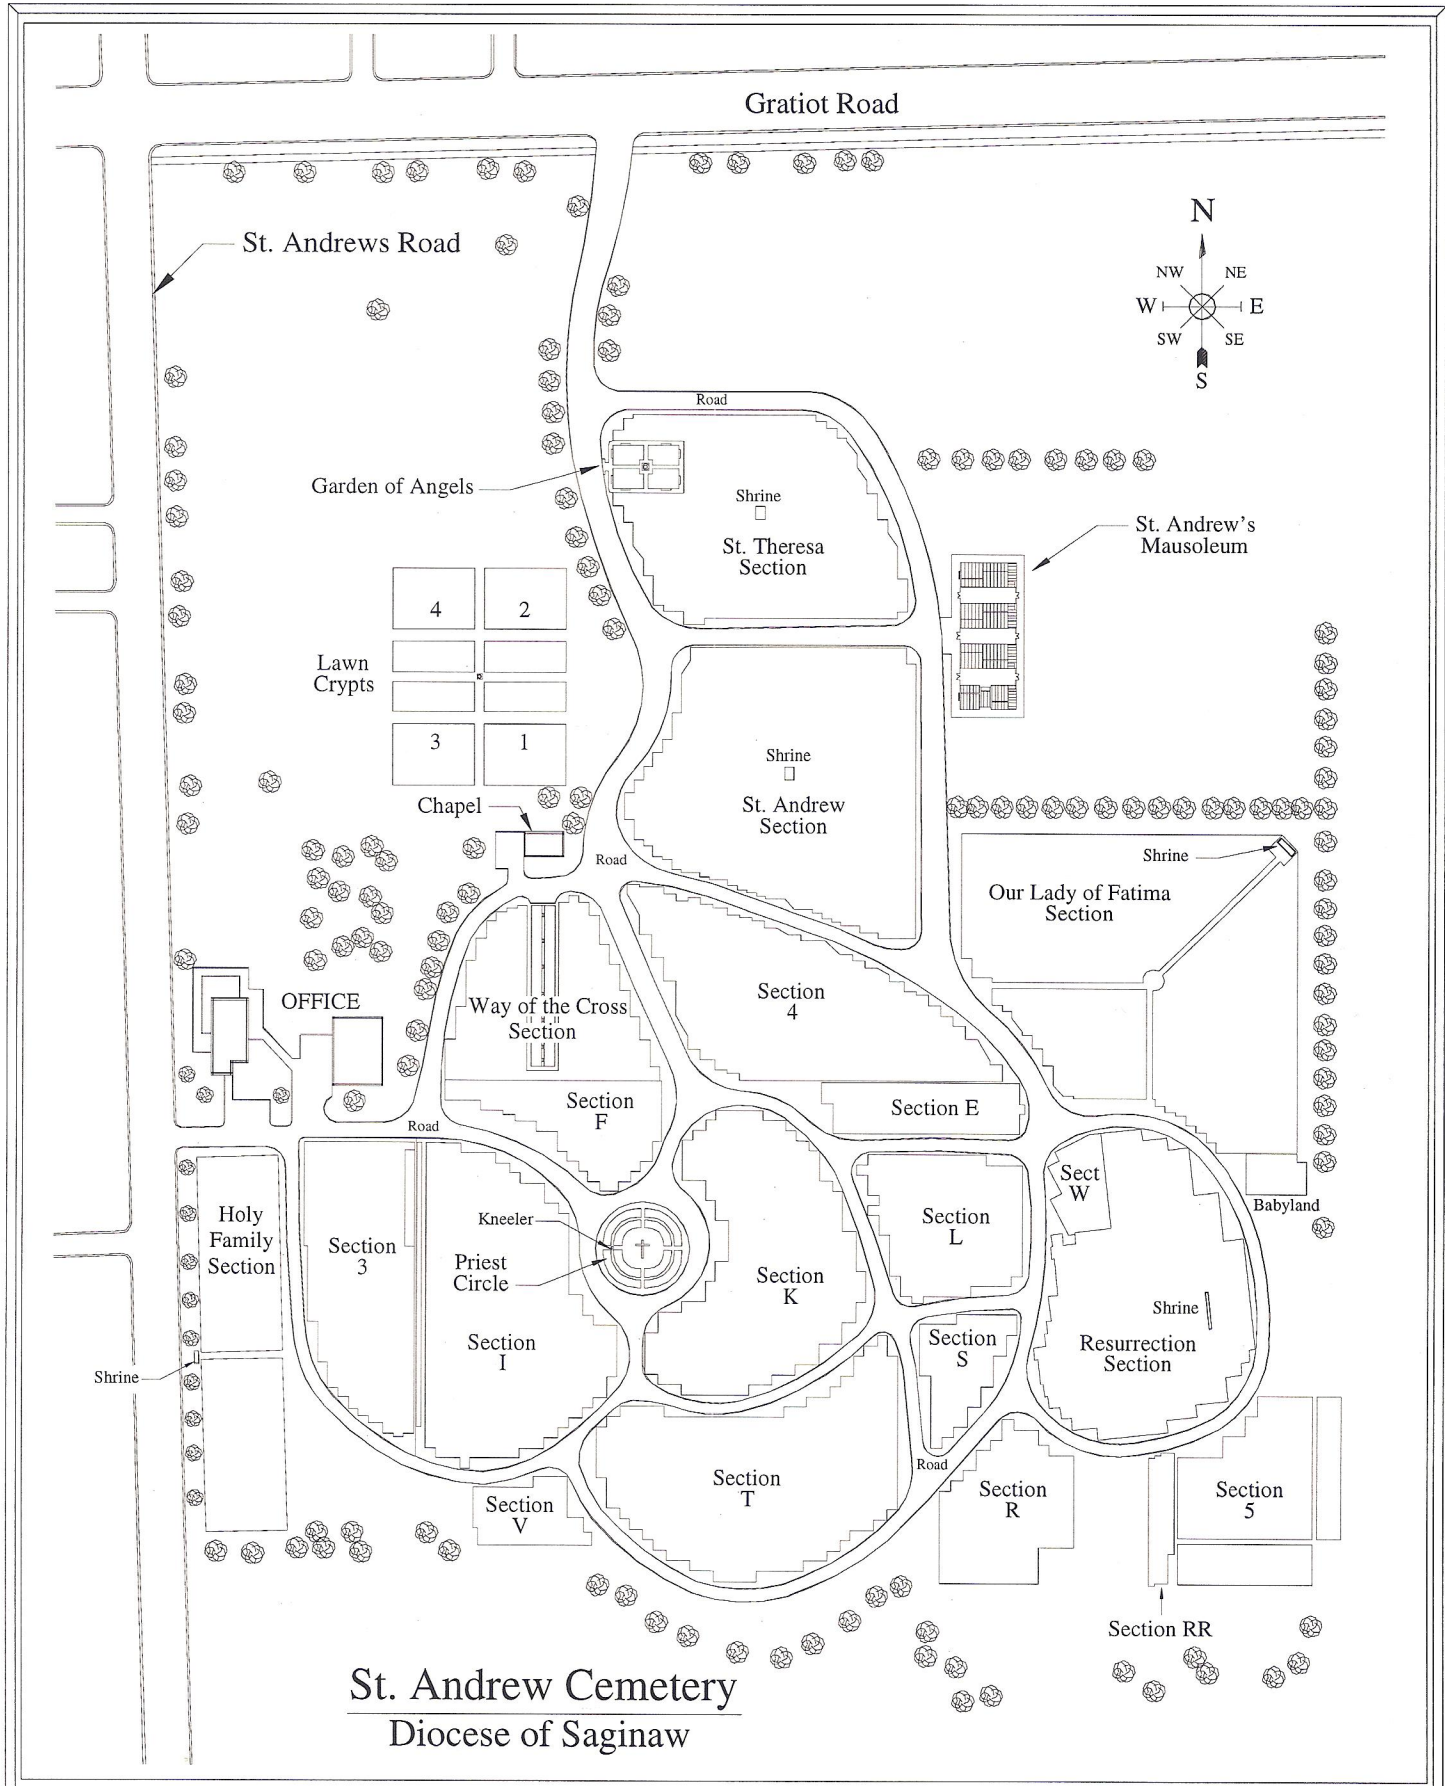 Gratiot Road
St. Andrews Road
N
NW
NE
W
E
SW
SE
S
Road
Garden of Angels
Shrine
St. Theresa
Section
St. Andrew's
Mausoleum
4
2
Lawn
Crypts
3
1
Shrine
St. Andrew
Section
Chapel
Road
Shrine
Our Lady of Fatima
Section
OFFICE
Way of the Cross
Section
Section
4
Section
F
Section E
Road
Sect
W
Babyland
Holy
Family
Section
Section
3
Kneeler
Priest
Circle
Section
L
Section
K
Section
I
Section
S
Shrine
Resurrection
Section
Shrine
Road
Section
V
Section
T
Section
R
Section
5
Section RR
St. Andrew Cemetery
Diocese of Saginaw